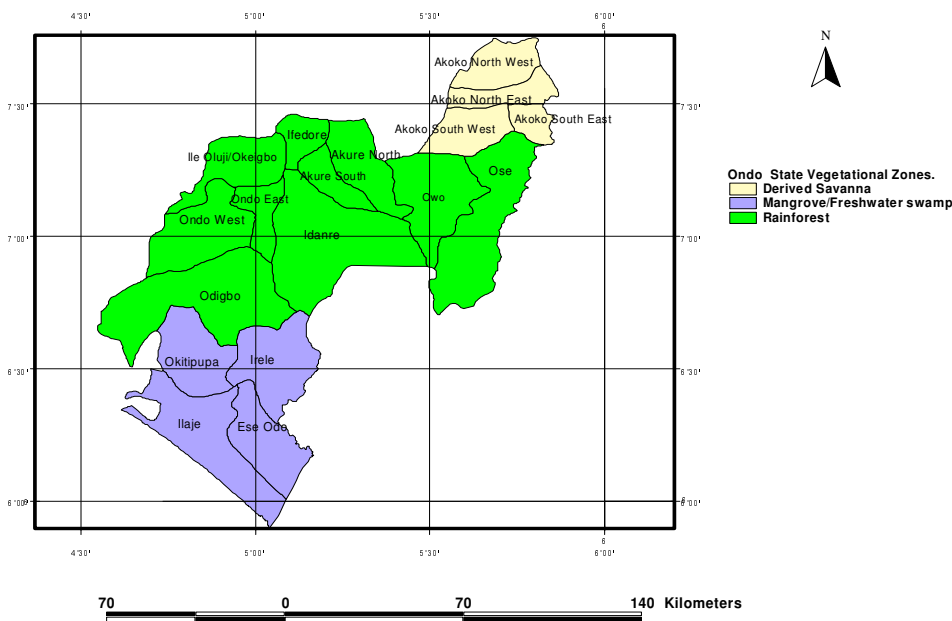 4°30'
5°00'
5°30'
6°00'
N
Akoko North West
7°30'
Akoko North East
7°30'
Akoko South West
Akoko South East
Ifedore
Ile Oluji/Okeigbo
Akure North
Akure South
Ose
Ondo East
Owo
Ondo West
Idanre
7°00'
7°00'
Odigbo
Okitipupa
Irele
6°30'
6°30'
Ilaje
Ese Odo
6°00'
6°00'
4°30'
5°00'
5°30'
6°00'
Ondo State Vegetational Zones.
Derived Savanna
Mangrove/Freshwater swamp
Rainforest
70 0 70 140 Kilometers